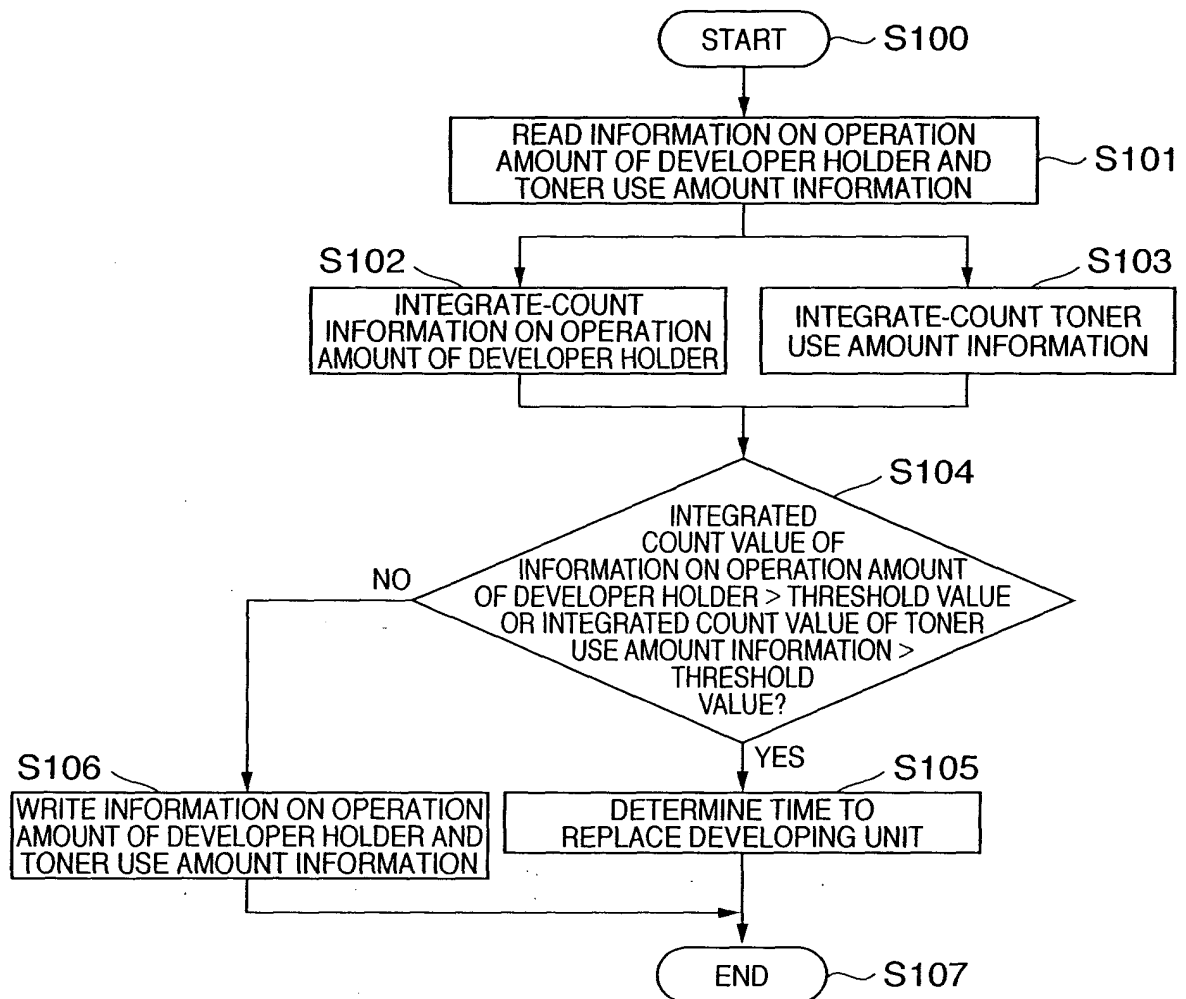 START
S100
READ INFORMATION ON OPERATION
AMOUNT OF DEVELOPER HOLDER AND
TONER USE AMOUNT INFORMATION
S101
S102
INTEGRATE-COUNT
INFORMATION ON OPERATION
AMOUNT OF DEVELOPER HOLDER
S103
INTEGRATE-COUNT TONER
USE AMOUNT INFORMATION
S104
INTEGRATED
COUNT VALUE OF
INFORMATION ON OPERATION AMOUNT
OF DEVELOPER HOLDER > THRESHOLD VALUE
OR INTEGRATED COUNT VALUE OF TONER
USE AMOUNT INFORMATION >
THRESHOLD
VALUE?
NO
YES
S106
WRITE INFORMATION ON OPERATION
AMOUNT OF DEVELOPER HOLDER AND
TONER USE AMOUNT INFORMATION
S105
DETERMINE TIME TO
REPLACE DEVELOPING UNIT
END
S107